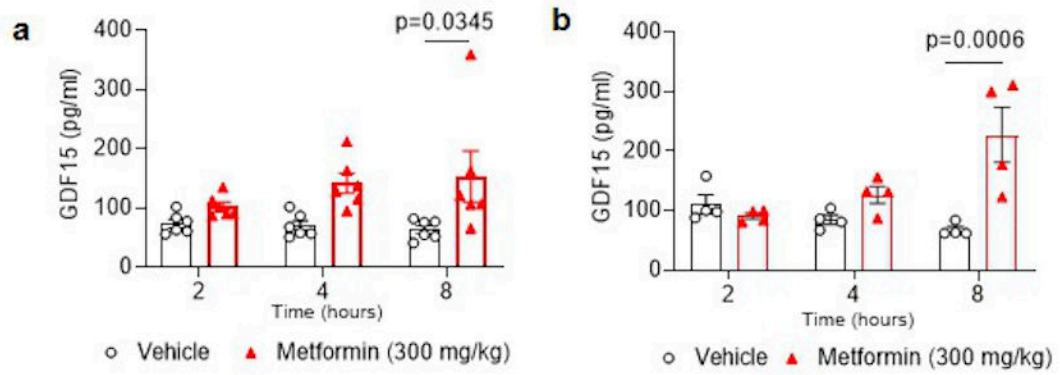 a
p=0.0345
400
300
200
100
0
GDF15 (pg/ml)
2
4
8
Time (hours)
Vehicle
Metformin (300 mg/kg)
b
p=0.0006
400
300
200
100
0
GDF15 (pg/ml)
2
4
8
Time (hours)
Vehicle
Metformin (300 mg/kg)